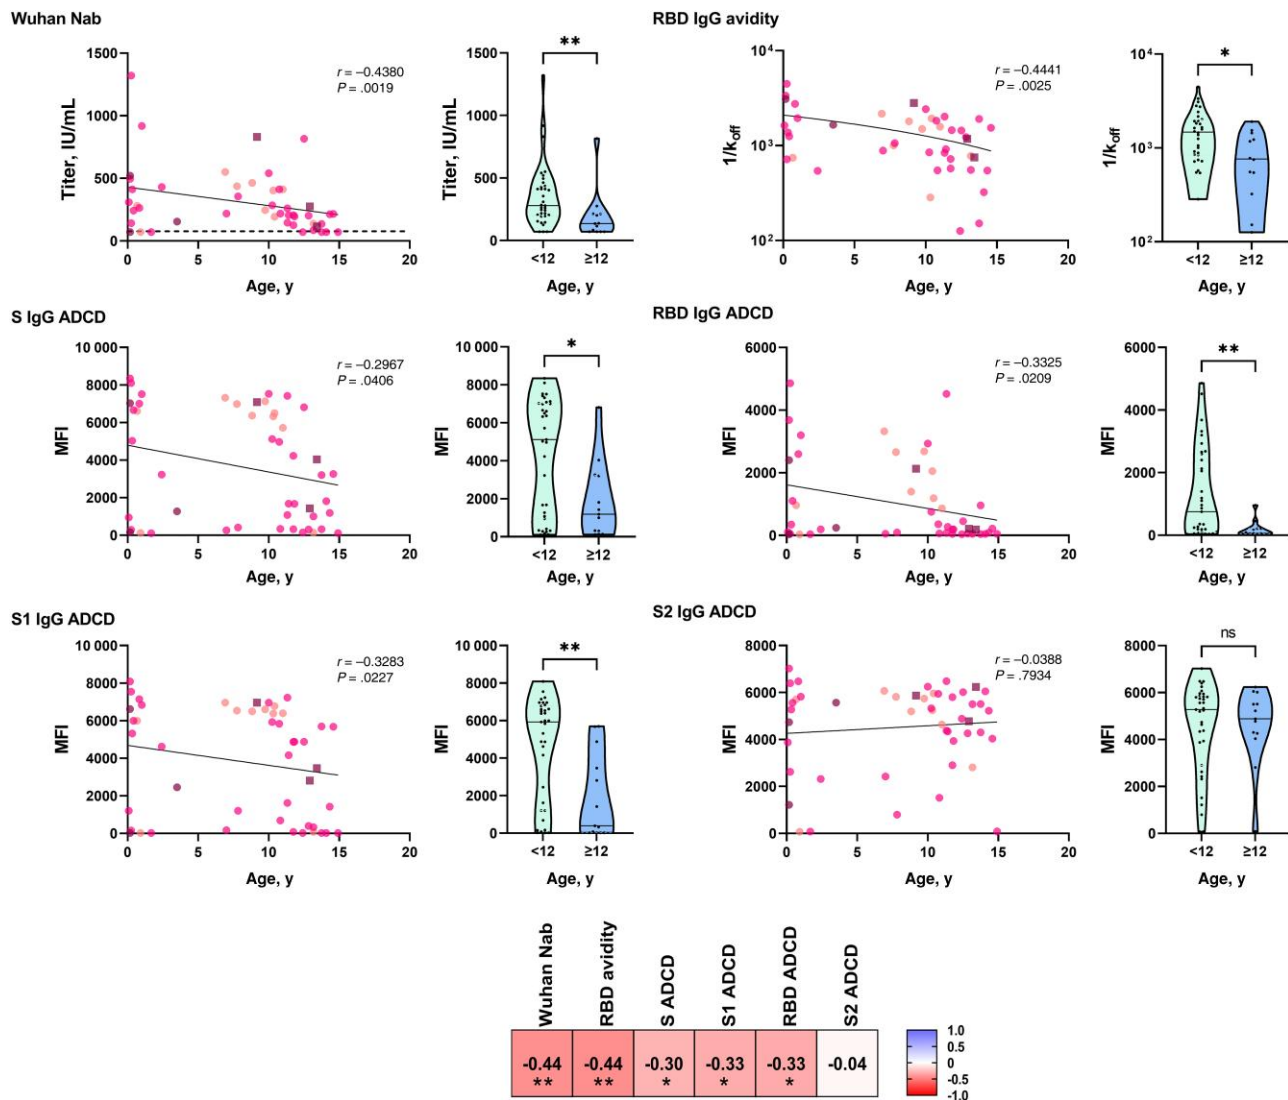 Wuhan Nab
RBD IgG avidity
1500
1000
500
0
Titer, IU/mL
r = −0.4380
P = .0019
0 5 10 15 20
Age, y
1500
1000
500
0
Titer, IU/mL
**
<12 ≥12
Age, y
10⁴
10³
10²
1/koff
r = −0.4441
P = .0025
0 5 10 15 20
Age, y
10⁴
10³
10²
1/koff
*
<12 ≥12
Age, y
S IgG ADCD
RBD IgG ADCD
10 000
8000
6000
4000
2000
0
MFI
r = −0.2967
P = .0406
0 5 10 15 20
Age, y
10 000
8000
6000
4000
2000
0
MFI
*
<12 ≥12
Age, y
6000
4000
2000
0
MFI
r = −0.3325
P = .0209
0 5 10 15 20
Age, y
6000
4000
2000
0
MFI
**
<12 ≥12
Age, y
S1 IgG ADCD
S2 IgG ADCD
10 000
8000
6000
4000
2000
0
MFI
r = −0.3283
P = .0227
0 5 10 15 20
Age, y
10 000
8000
6000
4000
2000
0
MFI
**
<12 ≥12
Age, y
8000
6000
4000
2000
0
MFI
r = −0.0388
P = .7934
0 5 10 15 20
Age, y
8000
6000
4000
2000
0
MFI
ns
<12 ≥12
Age, y
Wuhan Nab
RBD avidity
S ADCD
S1 ADCD
RBD ADCD
S2 ADCD
-0.44 -0.44 -0.30 -0.33 -0.33 -0.04
** ** * * *
1.0
0.5
0
-0.5
-1.0